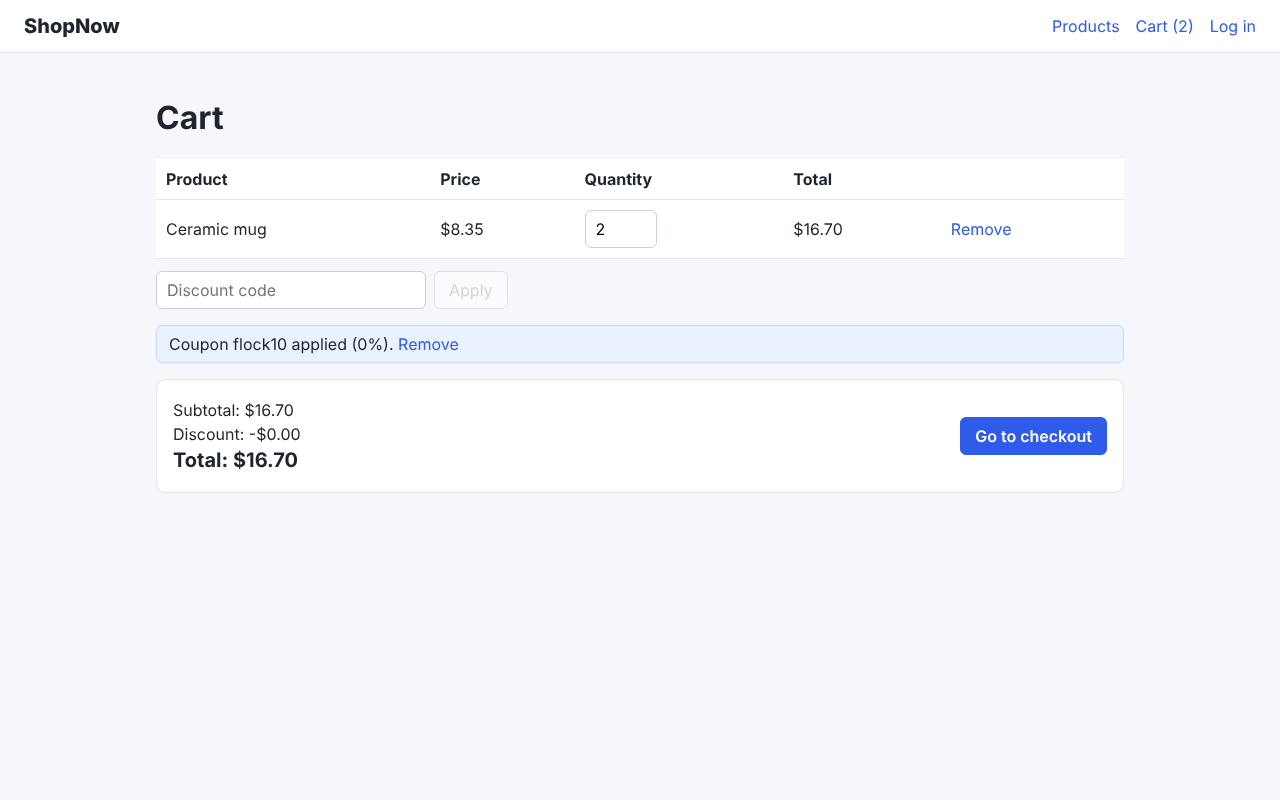 ShopNow
Products Cart (2) Log in
Cart
Product Price Quantity Total
Ceramic mug $8.35 2 $16.70 Remove
Discount code Apply
Coupon flock10 applied (0%). Remove
Subtotal: $16.70
Discount: -$0.00
Total: $16.70
Go to checkout